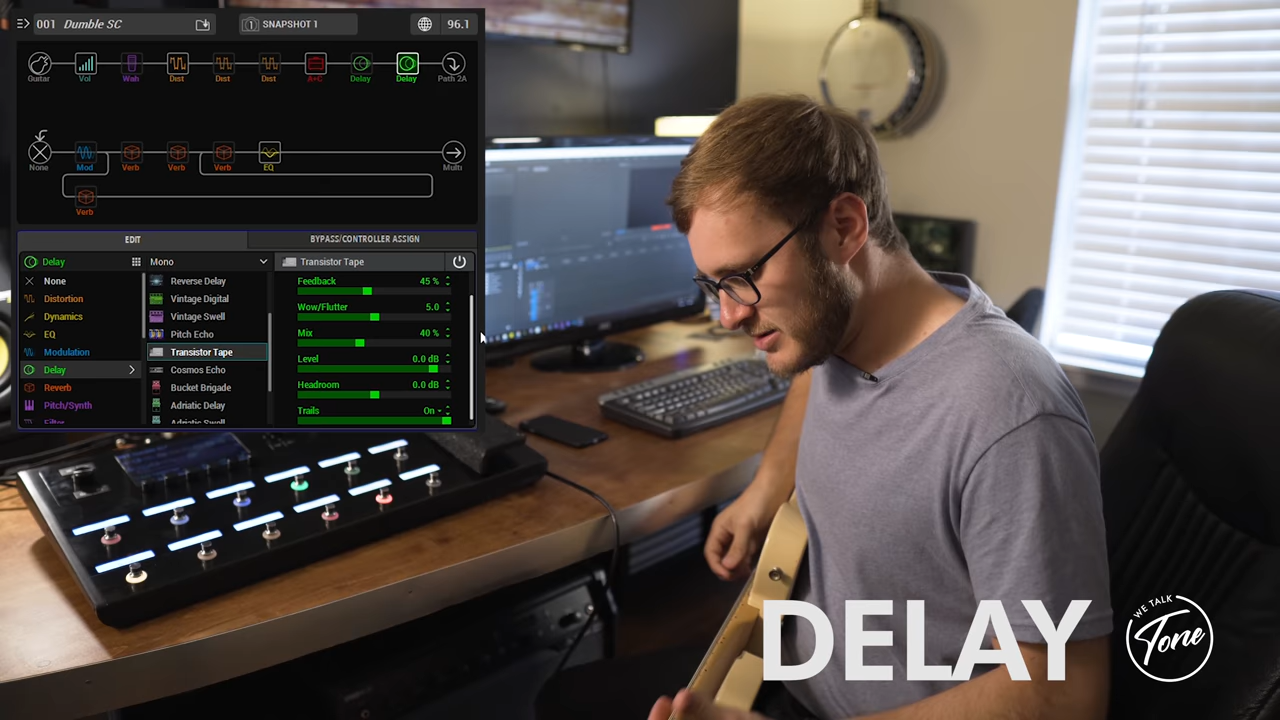 001 Dumble SC
1 SNAPSHOT 1
96.1
Guitar Vol Wah Dist Dist Dist A+C Delay Delay Path 2A
None Mod Verb Verb Verb EQ Multi
Verb
EDIT
BYPASS/CONTROLLER ASSIGN
Delay
None
Distortion
Dynamics
EQ
Modulation
Delay
Reverb
Pitch/Synth
Filter
Mono
Reverse Delay
Vintage Digital
Vintage Swell
Pitch Echo
Transistor Tape
Cosmos Echo
Bucket Brigade
Adriatic Delay
Adriatic Swell
Transistor Tape
Feedback 45 %
Wow/Flutter 5.0
Mix 40 %
Level 0.0 dB
Headroom 0.0 dB
Trails On
DELAY
WE TALK
Tone